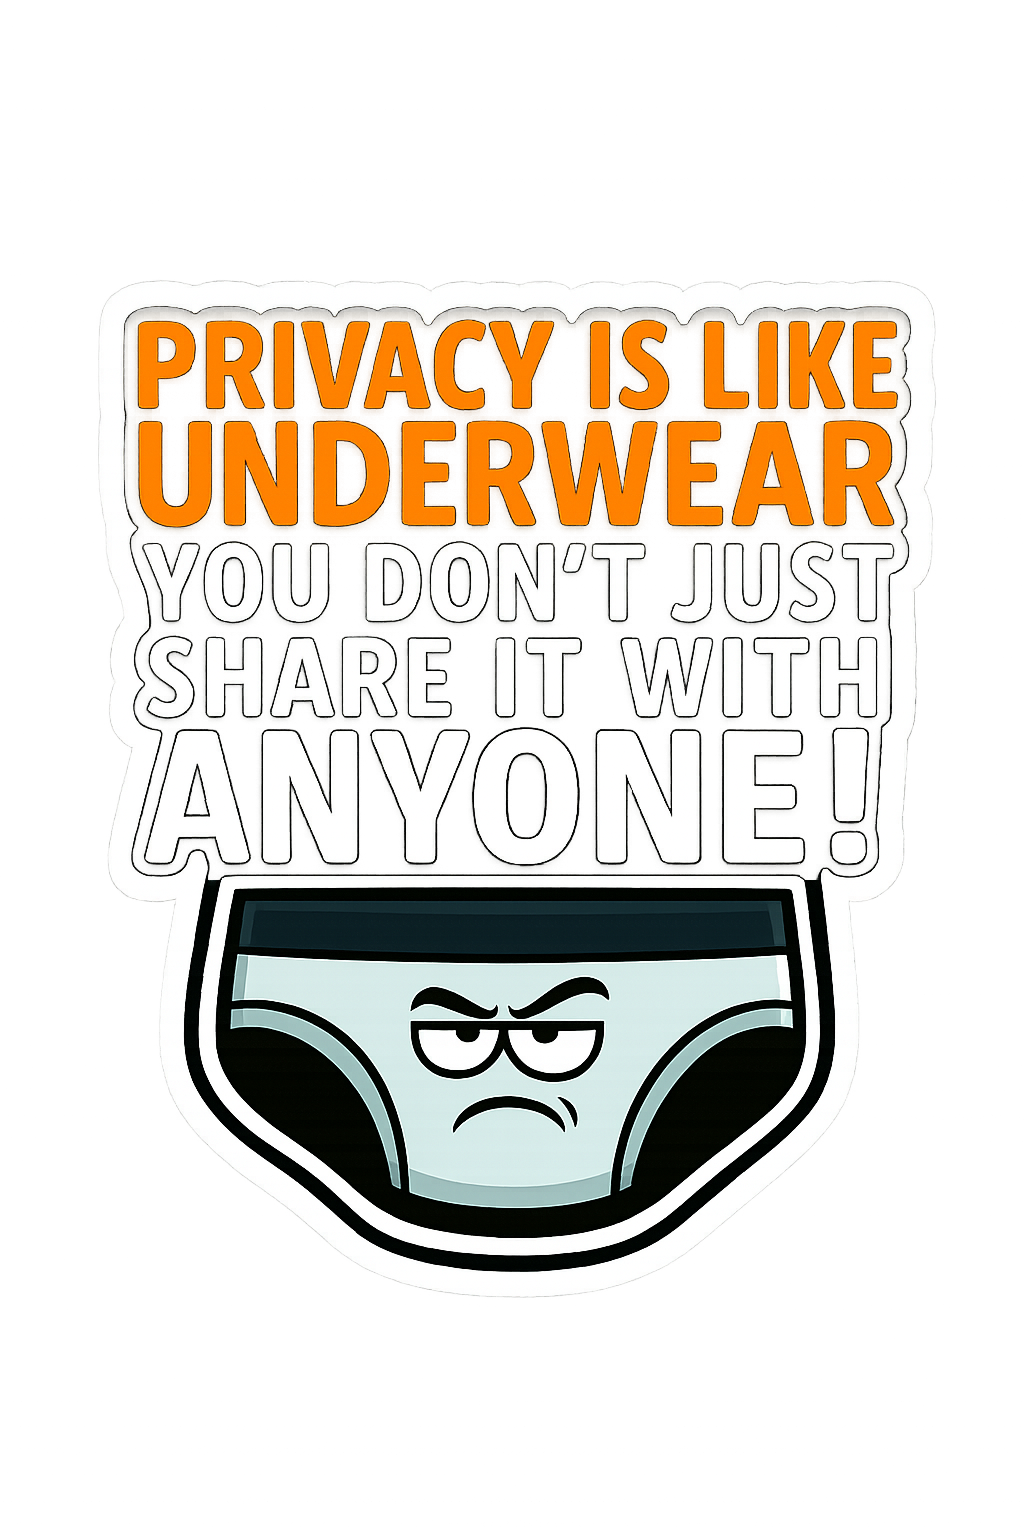 PRIVACY IS LIKE
UNDERWEAR
YOU DON'T JUST
SHARE IT WITH
ANYONE!